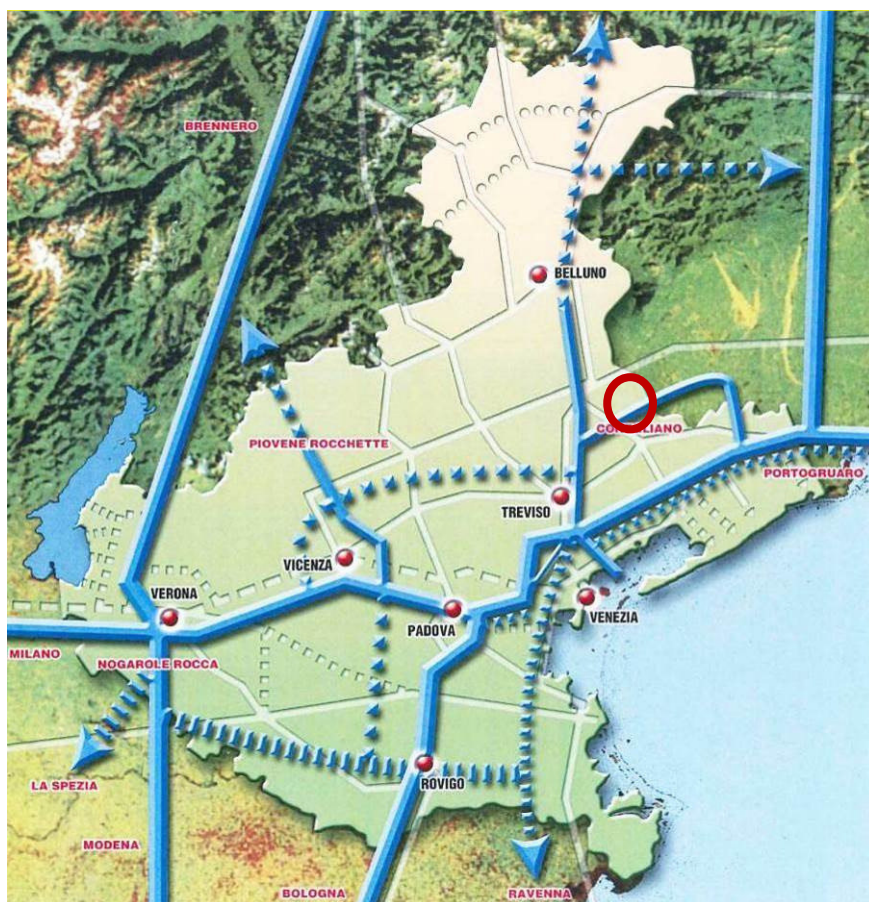 BRENNERO
BELLUNO
CONEGLIANO
PIOVENE ROCCHETTE
PORTOGRUARO
TREVISO
VICENZA
VERONA
PADOVA
VENEZIA
MILANO
NOGAROLE ROCCA
LA SPEZIA
ROVIGO
MODENA
BOLOGNA
RAVENNA